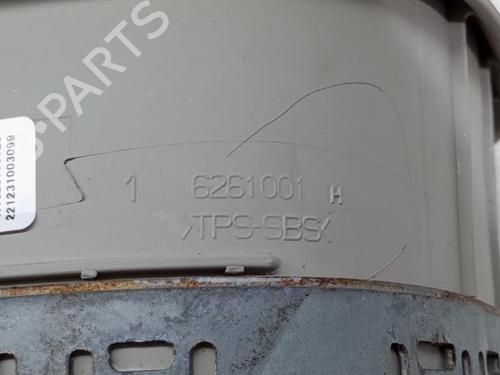 B-PARTS
1 6261001 H
>TPS-SBS<
221231003099